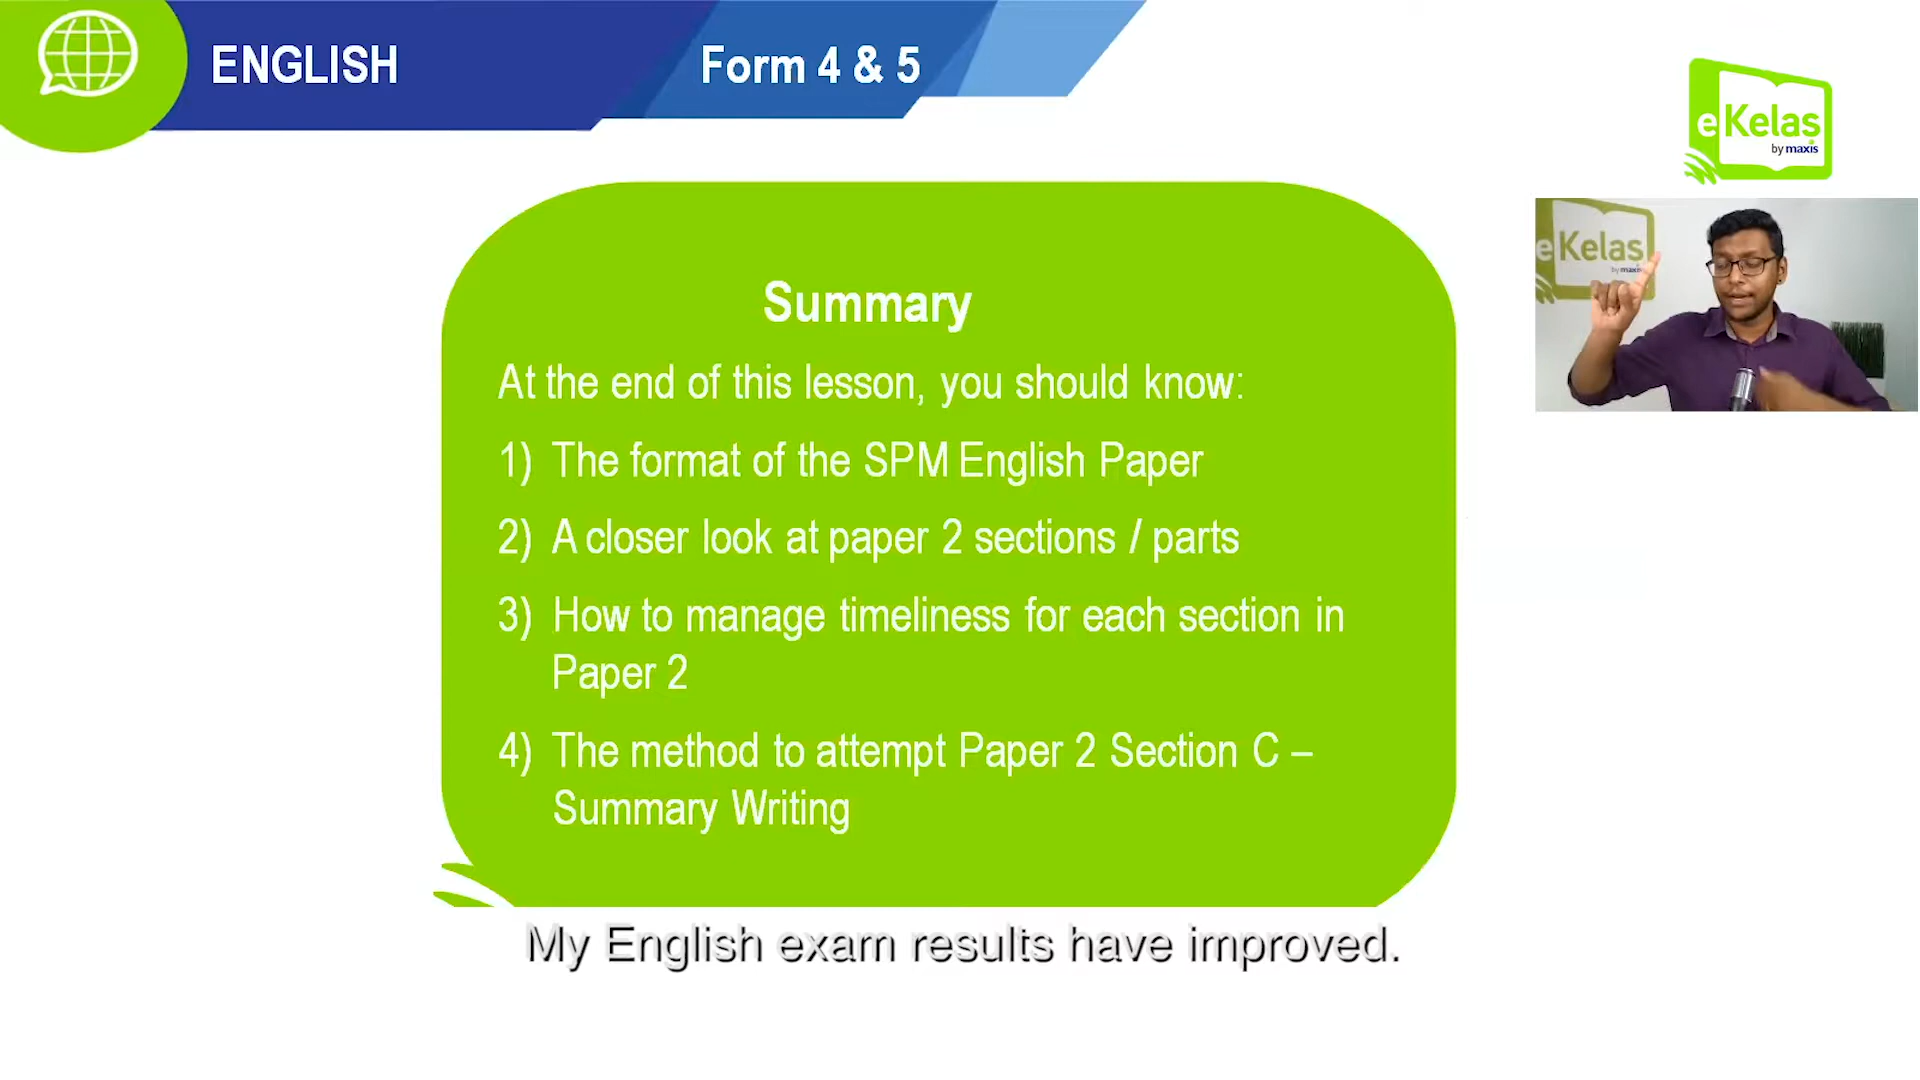 ENGLISH
Form 4 & 5
eKelas
by maxis
eKelas
by maxis
Summary
At the end of this lesson, you should know:
1) The format of the SPM English Paper
2) A closer look at paper 2 sections / parts
3) How to manage timeliness for each section in
Paper 2
4) The method to attempt Paper 2 Section C –
Summary Writing
My English exam results have improved.